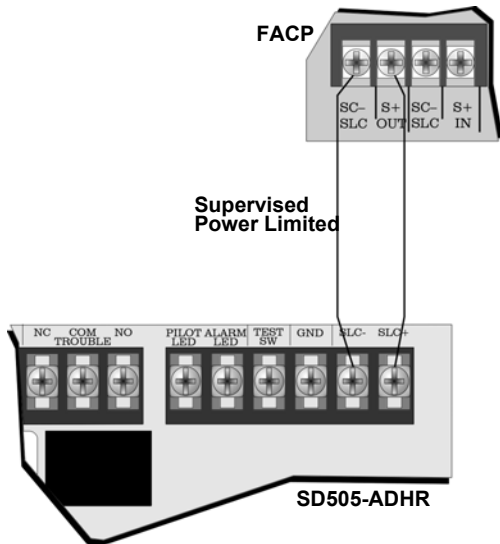 FACP
SC– S+ SC– S+
SLC OUT SLC IN
Supervised
Power Limited
NC COM NO PILOT ALARM TEST GND SLC- SLC+
TROUBLE LED LED SW
SD505-ADHR